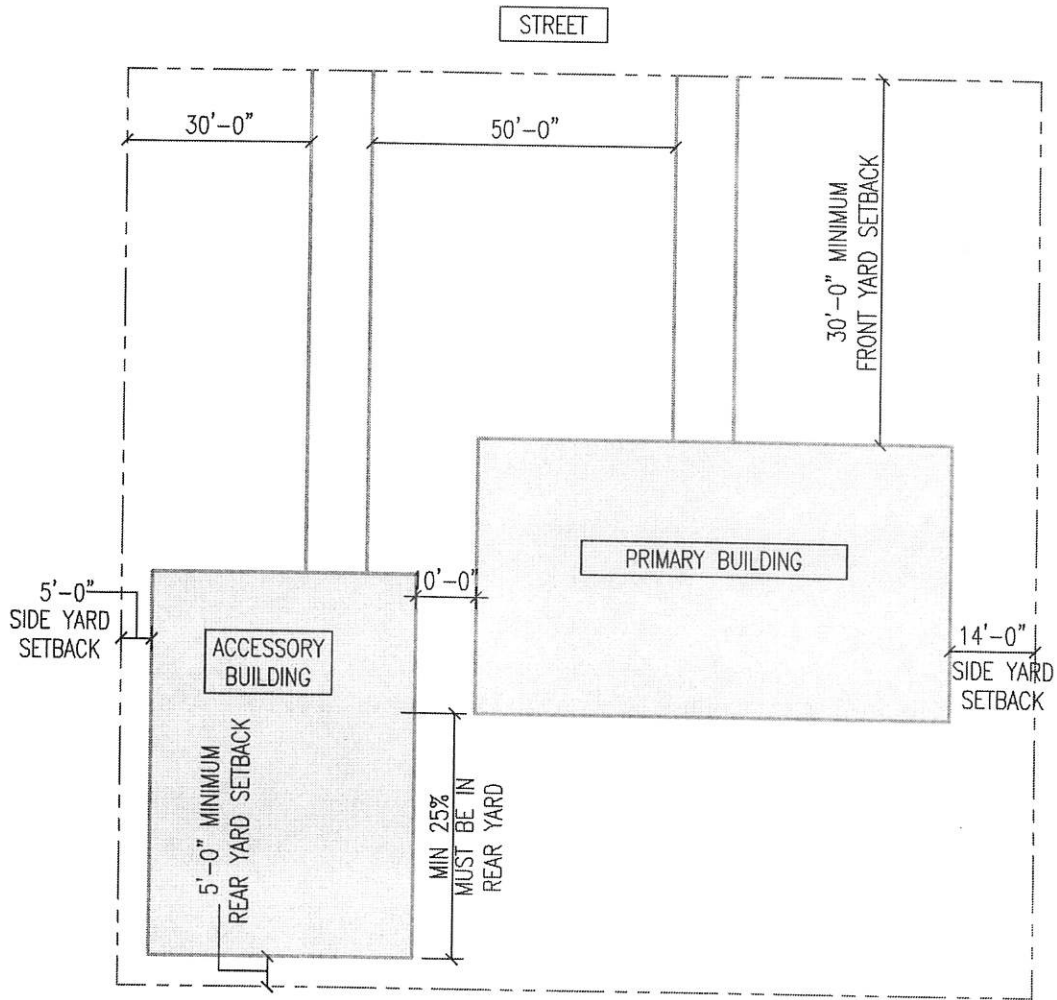 STREET
30'-0"
50'-0"
30'-0" MINIMUM
FRONT YARD SETBACK
PRIMARY BUILDING
10'-0"
5'-0"
SIDE YARD
SETBACK
ACCESSORY
BUILDING
14'-0"
SIDE YARD
SETBACK
5'-0" MINIMUM
REAR YARD SETBACK
MIN 25%
MUST BE IN
REAR YARD